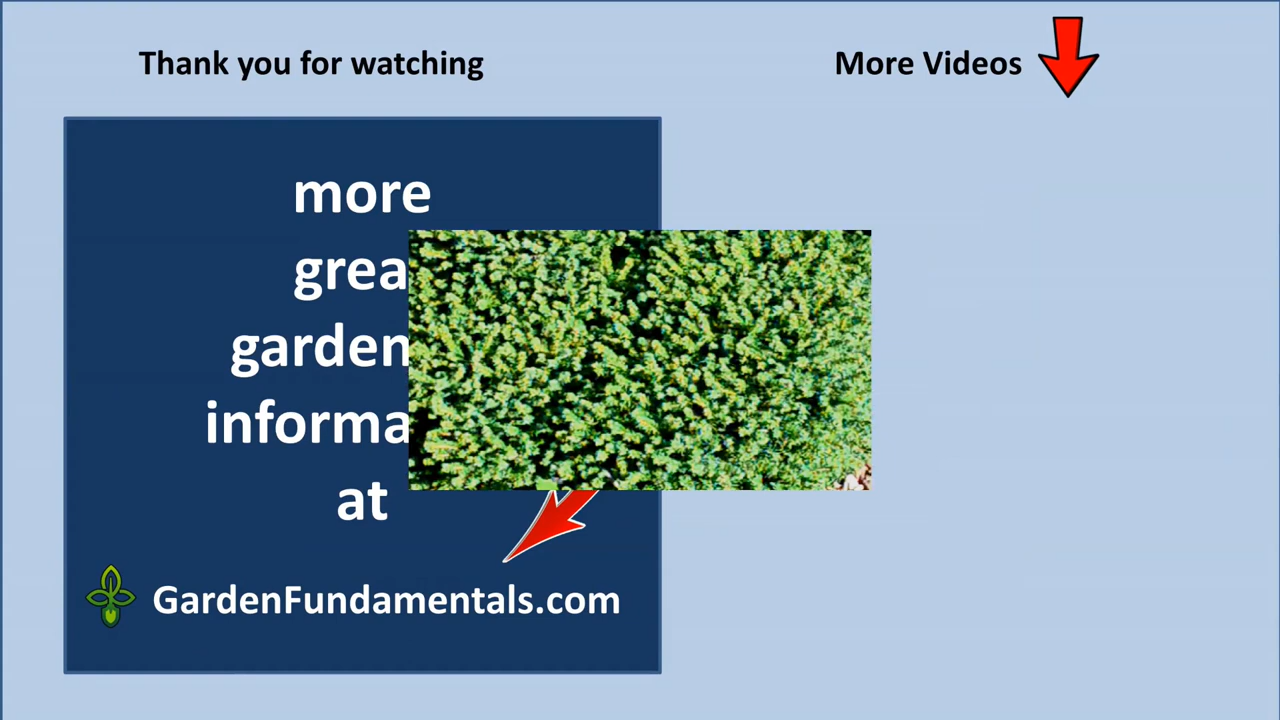 Thank you for watching
More Videos
more
grea
garden
informa
at
GardenFundamentals.com